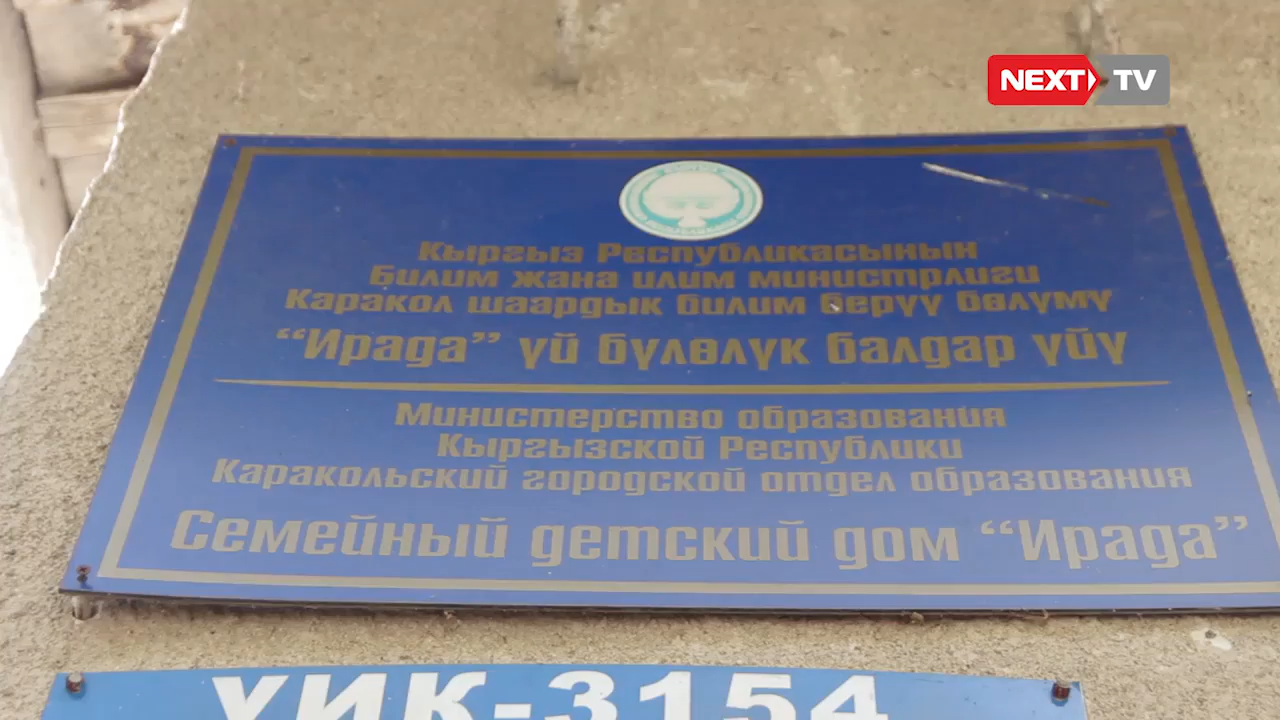 NEXT TV
Кыргыз Республикасынын
Билим жана илим министрлиги
Каракол шаардык билим берүү бөлүмү
“Ирада” үй бүлөлүк балдар үйү
Министерство образования
Кыргызской Республики
Каракольский городской отдел образования
Семейный детский дом “Ирада”
УИК-3154